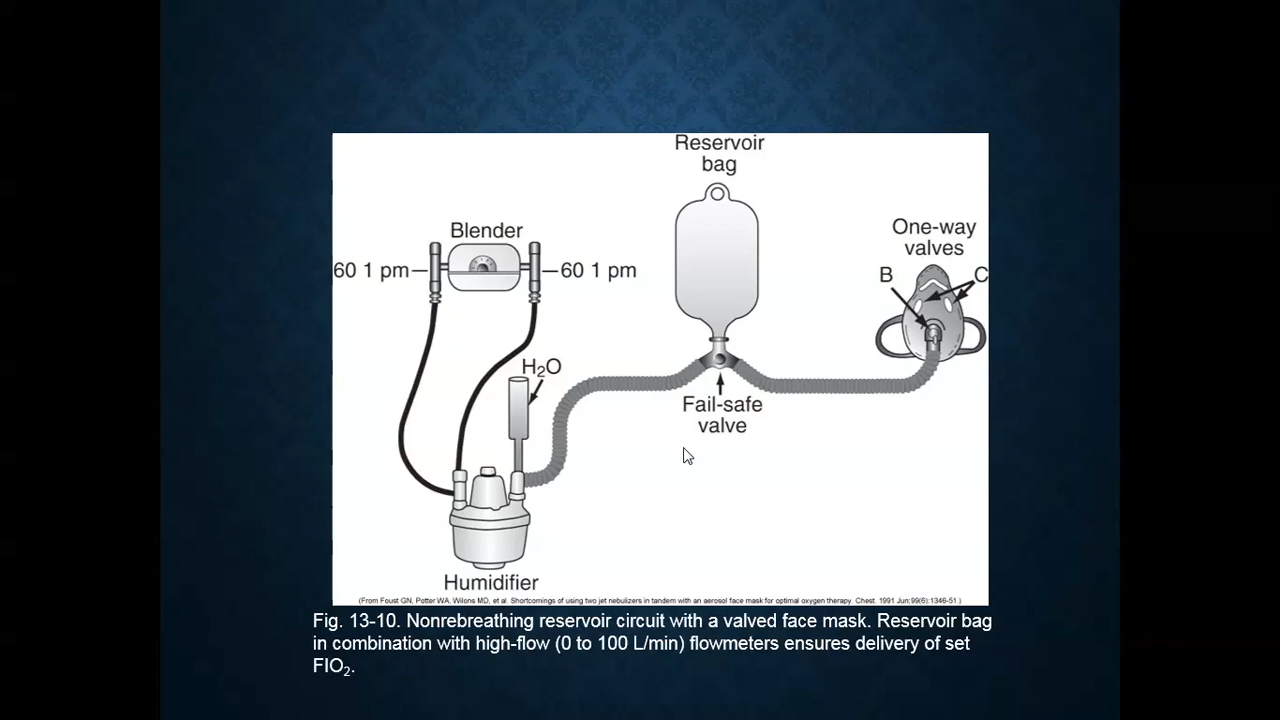 Reservoir
bag
Blender
One-way
valves
60 1 pm
60 1 pm
B
C
H₂O
Fail-safe
valve
Humidifier
(From Foust GN, Potter WA, Wilons MD, et al. Shortcomings of using two jet nebulizers in tandem with an aerosol face mask for optimal oxygen therapy. Chest. 1991 Jun;99(6):1346-51.)
Fig. 13-10. Nonrebreathing reservoir circuit with a valved face mask. Reservoir bag
in combination with high-flow (0 to 100 L/min) flowmeters ensures delivery of set
FIO₂.